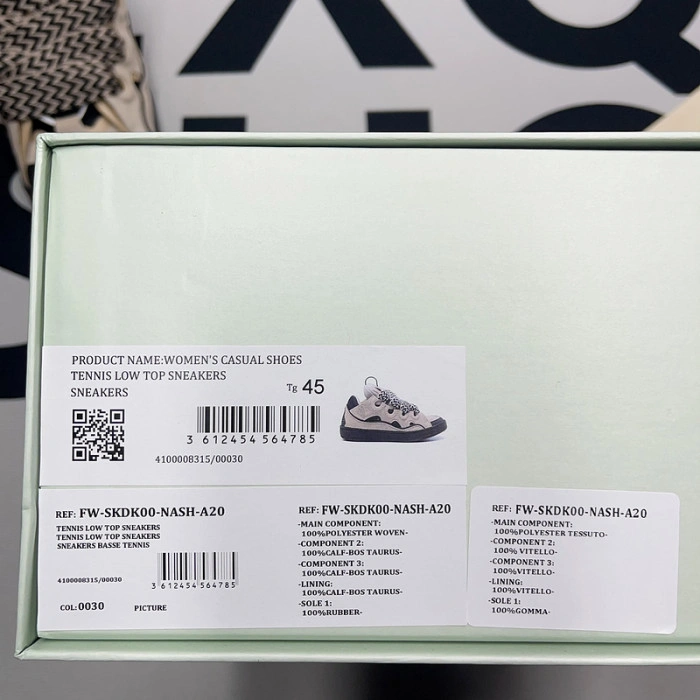 PRODUCT NAME:WOMEN'S CASUAL SHOES
TENNIS LOW TOP SNEAKERS
SNEAKERS
Tg 45
3 612454 564785
4100008315/00030
REF: FW-SKDK00-NASH-A20
TENNIS LOW TOP SNEAKERS
TENNIS LOW TOP SNEAKERS
SNEAKERS BASSE TENNIS
4100008315/00030
3 612454 564785
COL:0030
PICTURE
REF: FW-SKDK00-NASH-A20
-MAIN COMPONENT:
100%POLYESTER WOVEN-
-COMPONENT 2:
100%CALF-BOS TAURUS-
-COMPONENT 3:
100%CALF-BOS TAURUS-
-LINING:
100%CALF-BOS TAURUS-
-SOLE 1:
100%RUBBER-
REF: FW-SKDK00-NASH-A20
-MAIN COMPONENT:
100%POLYESTER TESSUTO-
-COMPONENT 2:
100% VITELLO-
-COMPONENT 3:
100%VITELLO-
-LINING:
100%VITELLO-
-SOLE 1:
100%GOMMA-